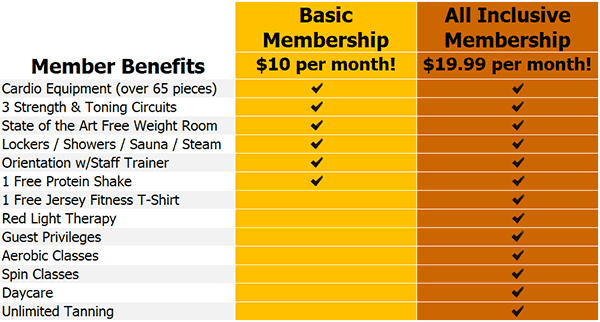 Basic All Inclusive
Membership Membership
Member Benefits $10 per month! $19.99 per month!
Cardio Equipment (over 65 pieces) ✔ ✔
3 Strength & Toning Circuits ✔ ✔
State of the Art Free Weight Room ✔ ✔
Lockers / Showers / Sauna / Steam ✔ ✔
Orientation w/Staff Trainer ✔ ✔
1 Free Protein Shake ✔ ✔
1 Free Jersey Fitness T-Shirt ✔
Red Light Therapy ✔
Guest Privileges ✔
Aerobic Classes ✔
Spin Classes ✔
Daycare ✔
Unlimited Tanning ✔